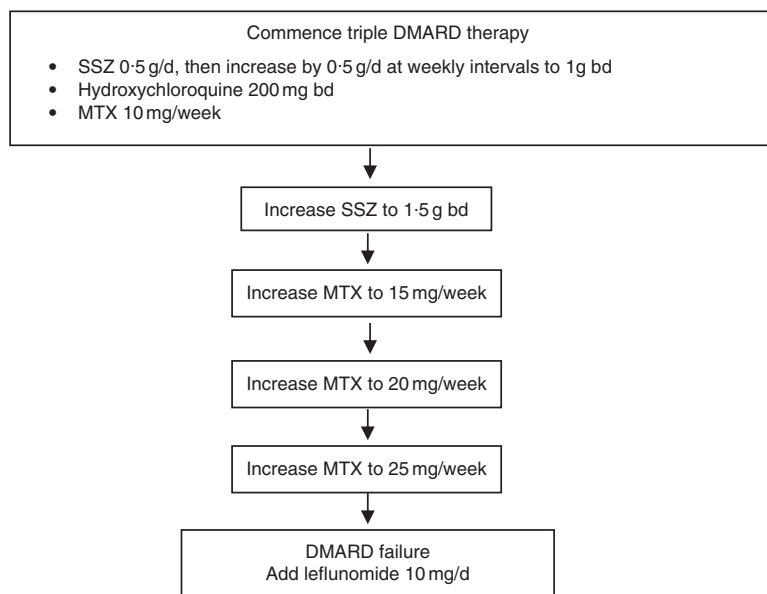 Commence triple DMARD therapy
• SSZ 0·5 g/d, then increase by 0·5 g/d at weekly intervals to 1g bd
• Hydroxychloroquine 200 mg bd
• MTX 10 mg/week
Increase SSZ to 1·5 g bd
Increase MTX to 15 mg/week
Increase MTX to 20 mg/week
Increase MTX to 25 mg/week
DMARD failure
Add leflunomide 10 mg/d